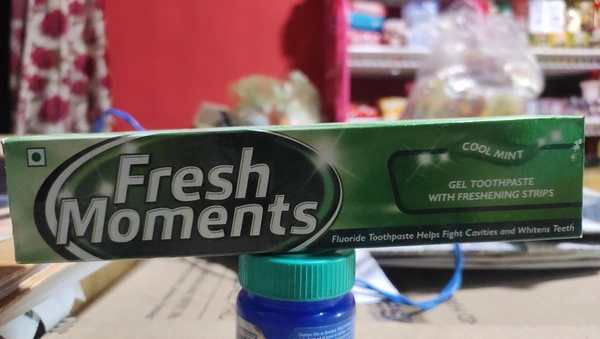 Fresh
Moments
COOL MINT
GEL TOOTHPASTE
WITH FRESHENING STRIPS
Fluoride Toothpaste Helps Fight Cavities and Whitens Teeth